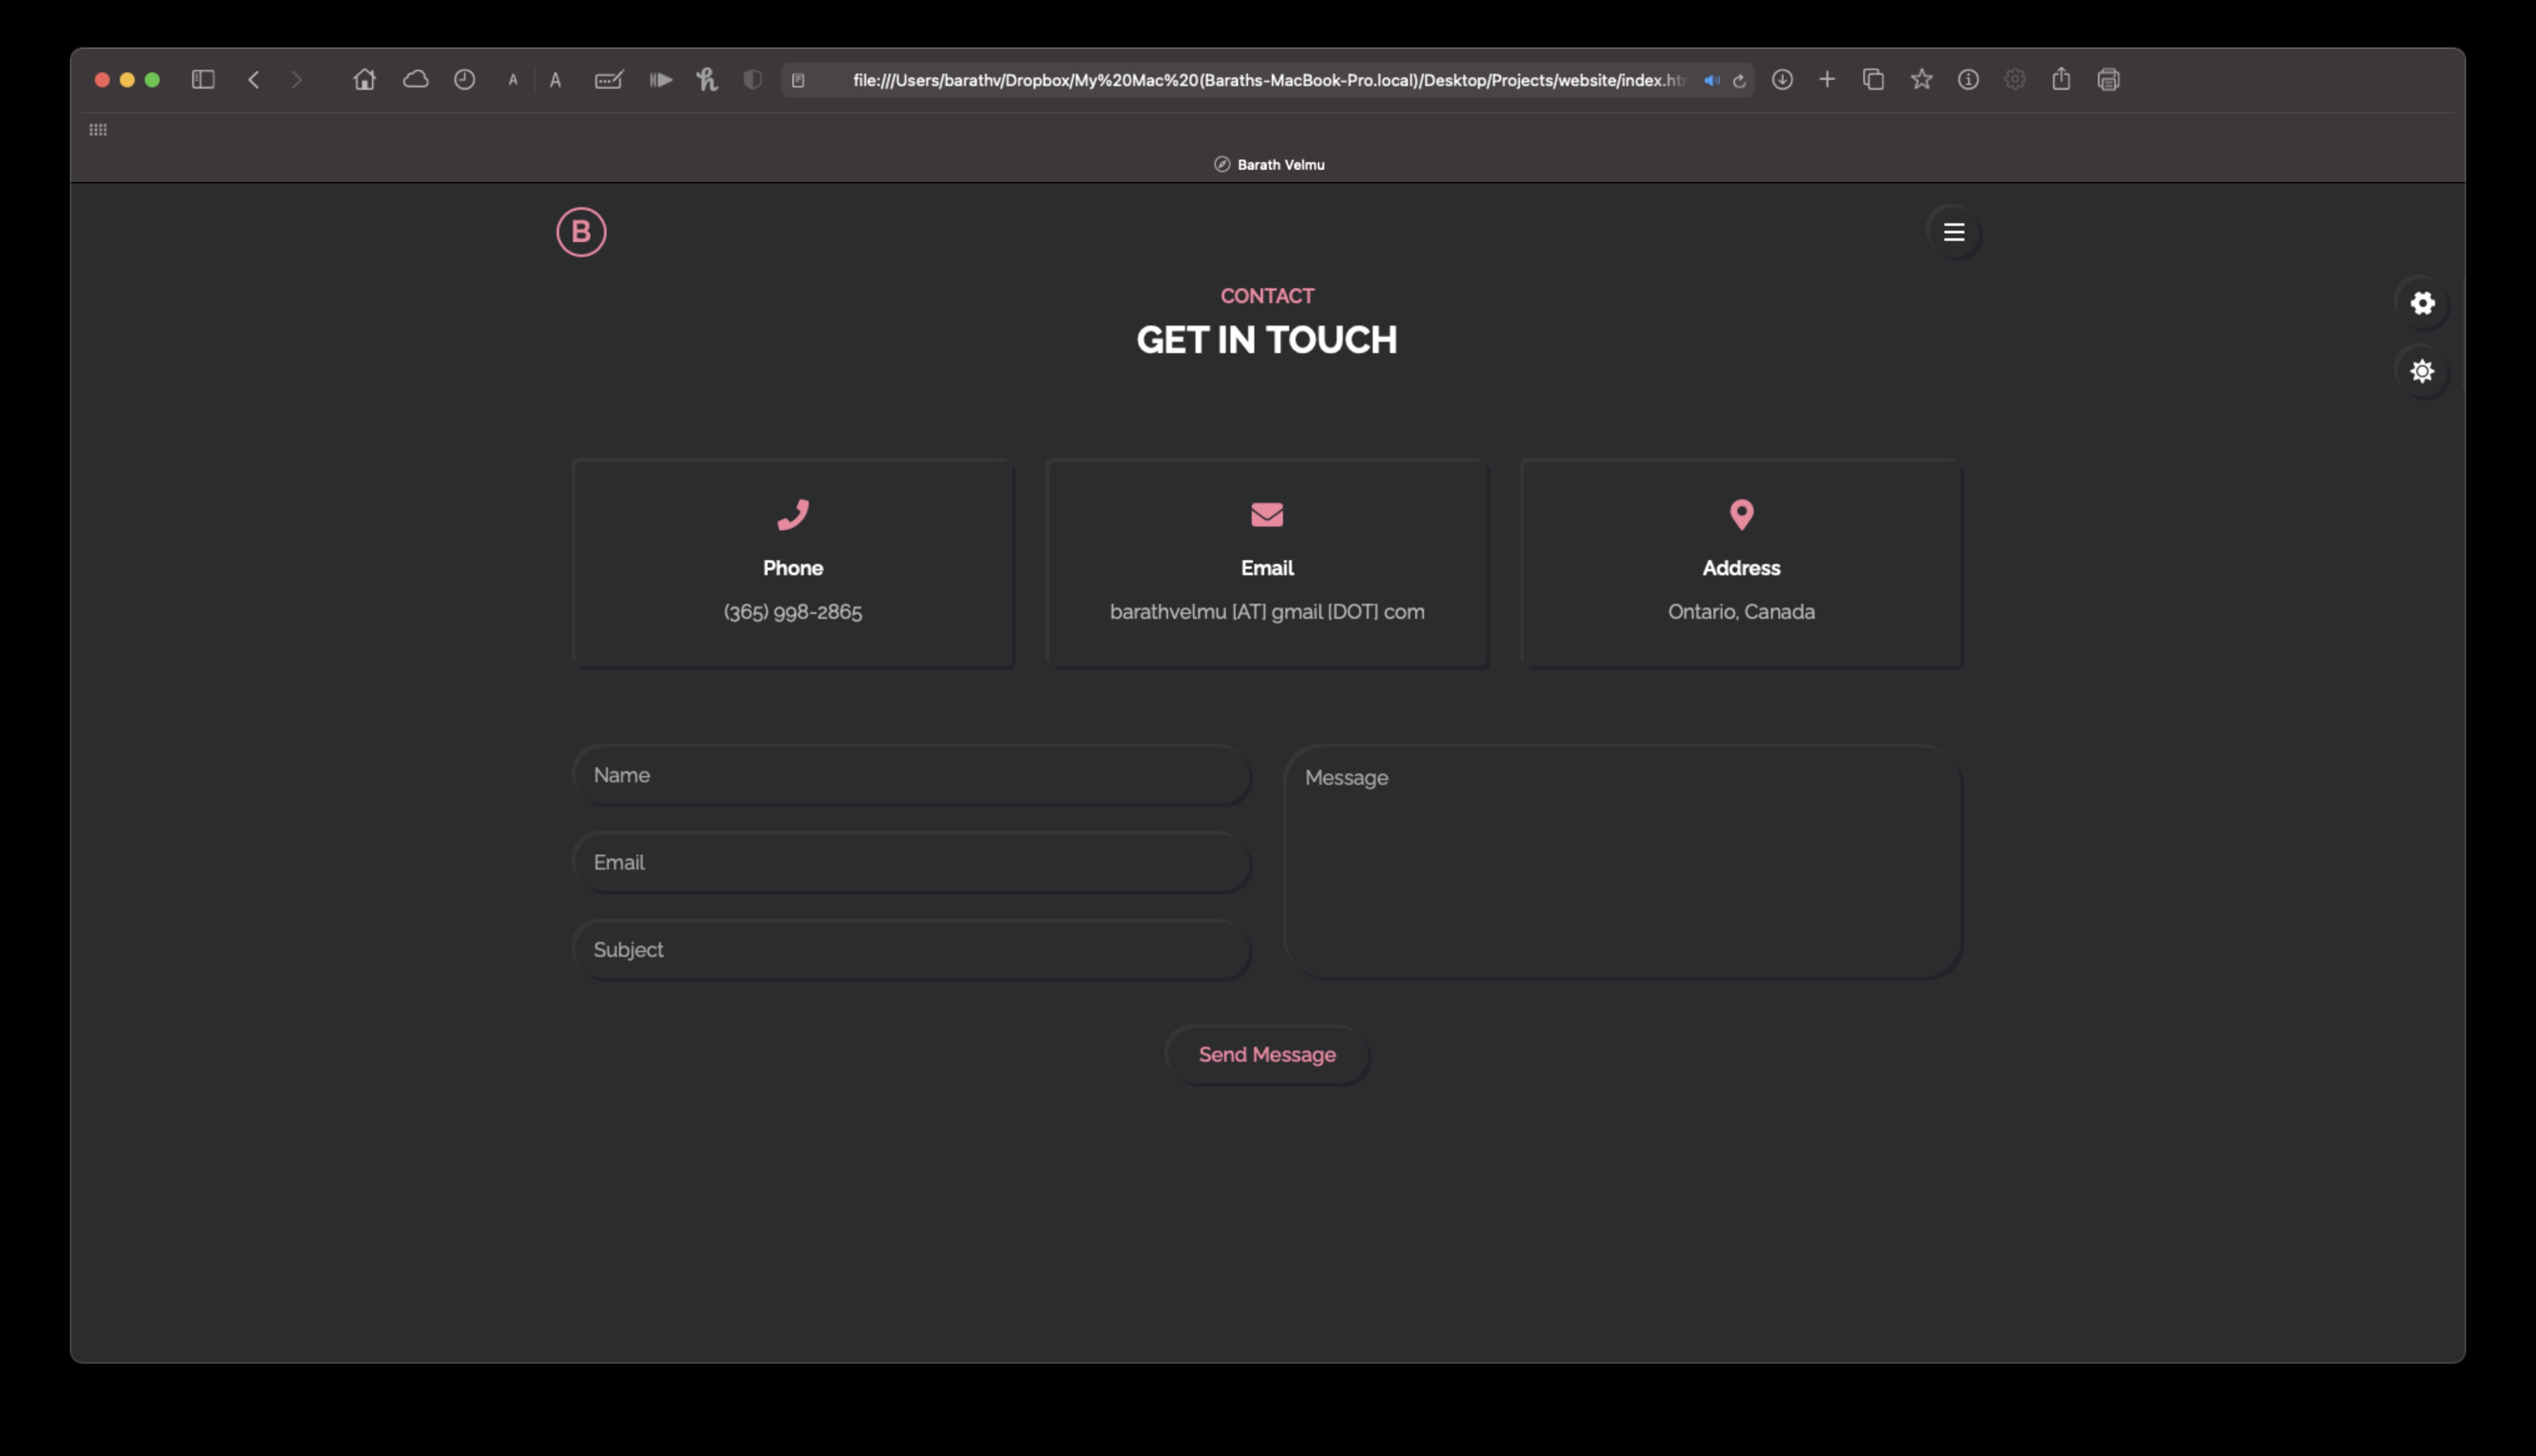 A A
file:///Users/barathv/Dropbox/My%20Mac%20(Baraths-MacBook-Pro.local)/Desktop/Projects/website/index.htm
Barath Velmu
B
CONTACT
GET IN TOUCH
Phone Email Address
(365) 998-2865 barathvelmu [AT] gmail [DOT] com Ontario, Canada
Name Message
Email
Subject
Send Message